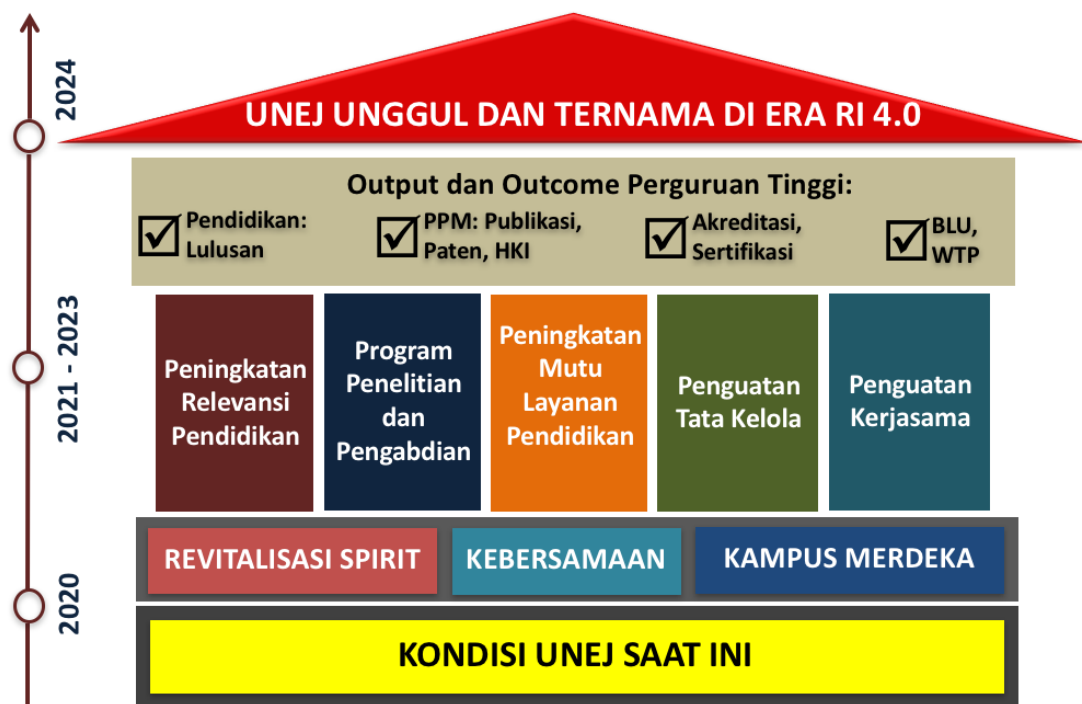 2024
UNEJ UNGGUL DAN TERNAMA DI ERA RI 4.0
Output dan Outcome Perguruan Tinggi:
Pendidikan:
Lulusan
PPM: Publikasi,
Paten, HKI
Akreditasi,
Sertifikasi
BLU,
WTP
2021 - 2023
Peningkatan
Relevansi
Pendidikan
Program
Penelitian
dan
Pengabdian
Peningkatan
Mutu
Layanan
Pendidikan
Penguatan
Tata Kelola
Penguatan
Kerjasama
2020
REVITALISASI SPIRIT
KEBERSAMAAN
KAMPUS MERDEKA
KONDISI UNEJ SAAT INI